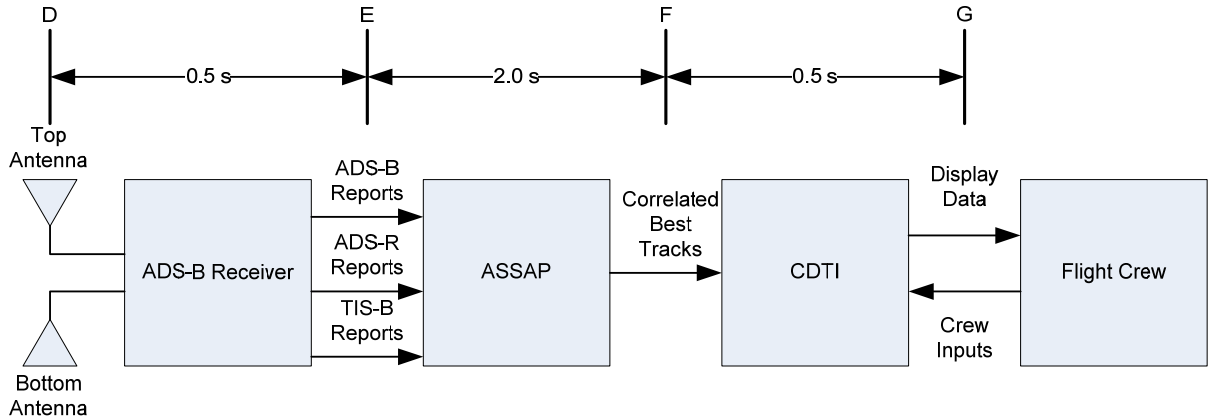 D
E
F
G
0.5 s
2.0 s
0.5 s
Top
Antenna
ADS-B Receiver
Bottom
Antenna
ADS-B
Reports
ADS-R
Reports
TIS-B
Reports
ASSAP
Correlated
Best
Tracks
CDTI
Display
Data
Crew
Inputs
Flight Crew